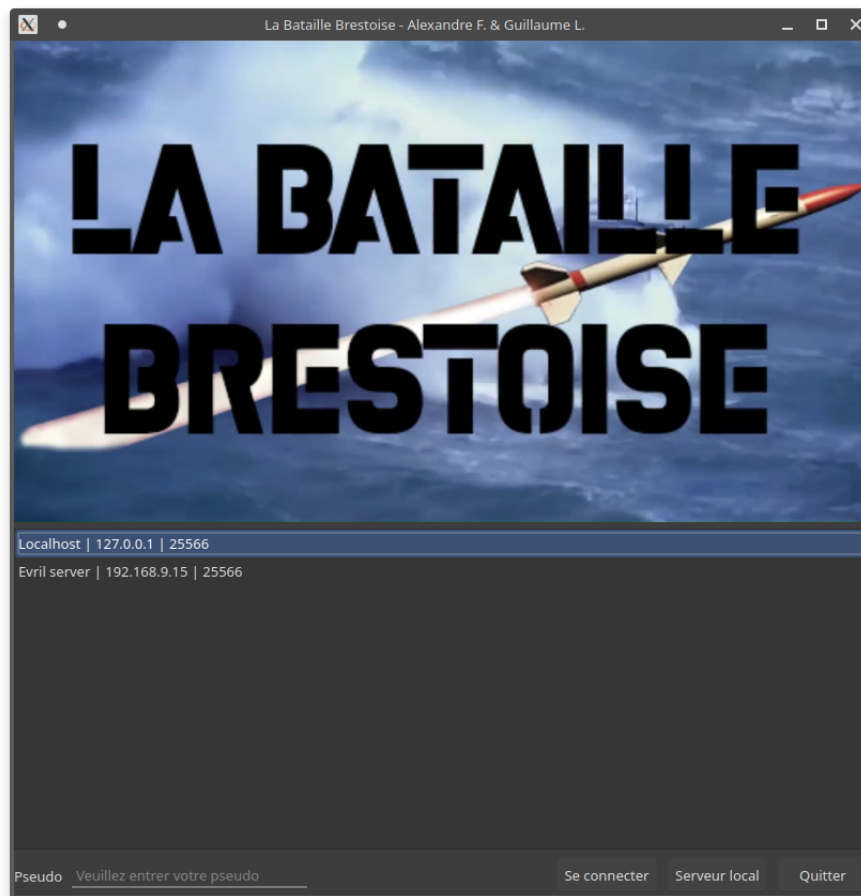 La Bataille Brestoise - Alexandre F. & Guillaume L.
LA BATAILLE
BRESTOISE
Localhost | 127.0.0.1 | 25566
Evril server | 192.168.9.15 | 25566
Pseudo Veuillez entrer votre pseudo Se connecter Serveur local Quitter